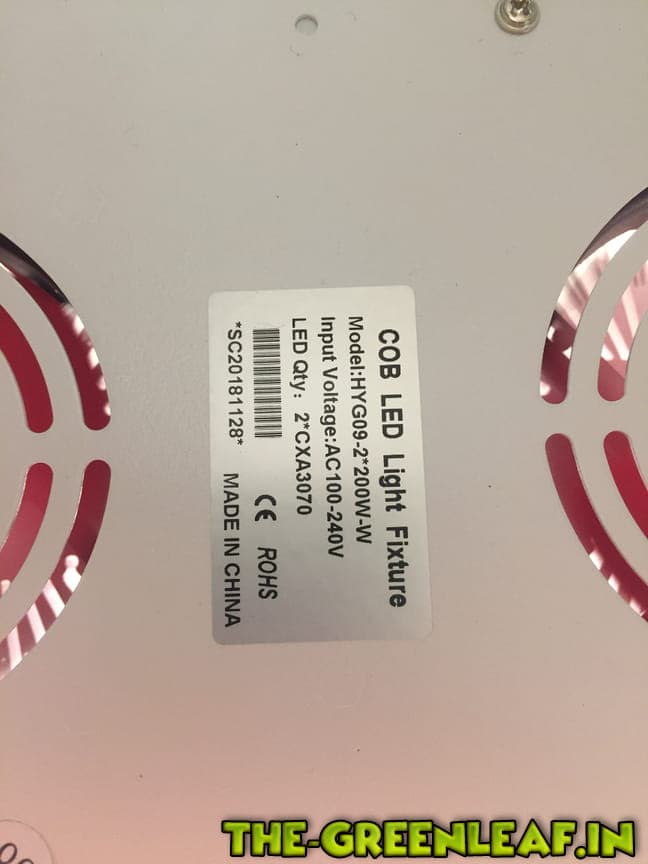 COB LED Light Fixture
Model:HYG09-2*200W-W
Input Voltage:AC100-240V
LED Qty: 2*CXA3070
CE ROHS
*SC20181128* MADE IN CHINA
THE-GREENLEAF.IN